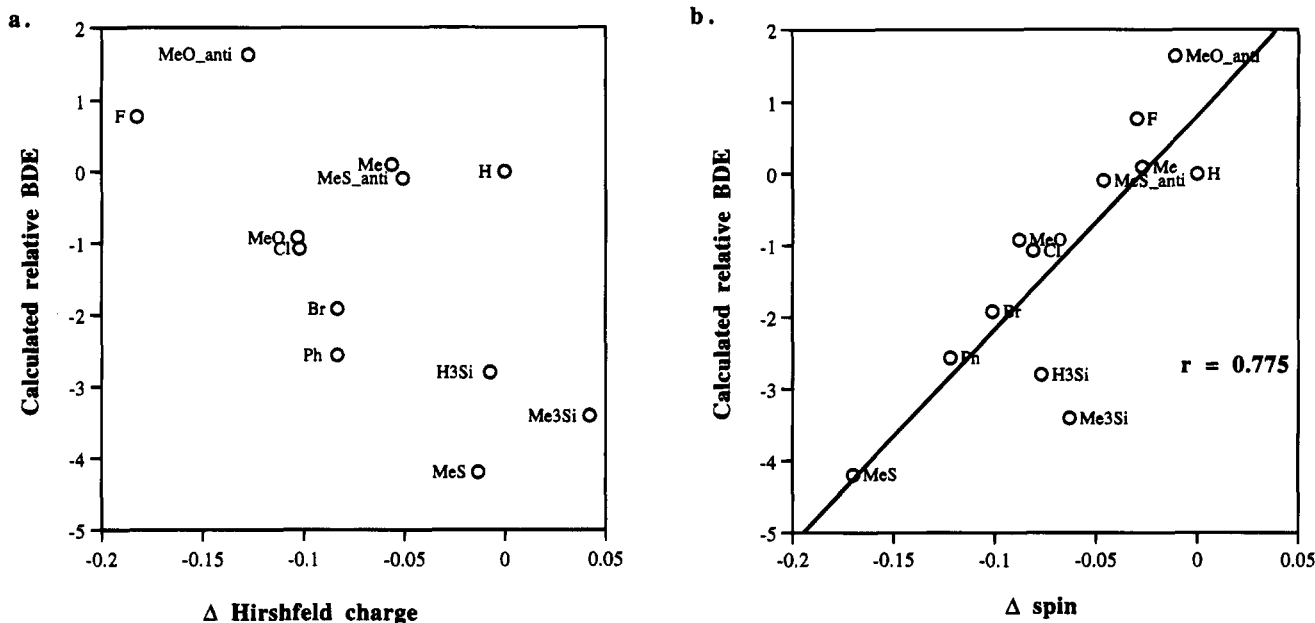 a.
Calculated relative BDE
2
1
0
-1
-2
-3
-4
-5
MeO_anti
F
Me
MeS_anti
H
MeO
Cl
Br
Ph
H3Si
Me3Si
MeS
-0.2
-0.15
-0.1
-0.05
0
0.05
Δ Hirshfeld charge
b.
Calculated relative BDE
2
1
0
-1
-2
-3
-4
-5
MeO_anti
F
Me
MeS_anti
H
MeO
Cl
Br
Ph
H3Si
r = 0.775
Me3Si
MeS
-0.2
-0.15
-0.1
-0.05
0
0.05
Δ spin